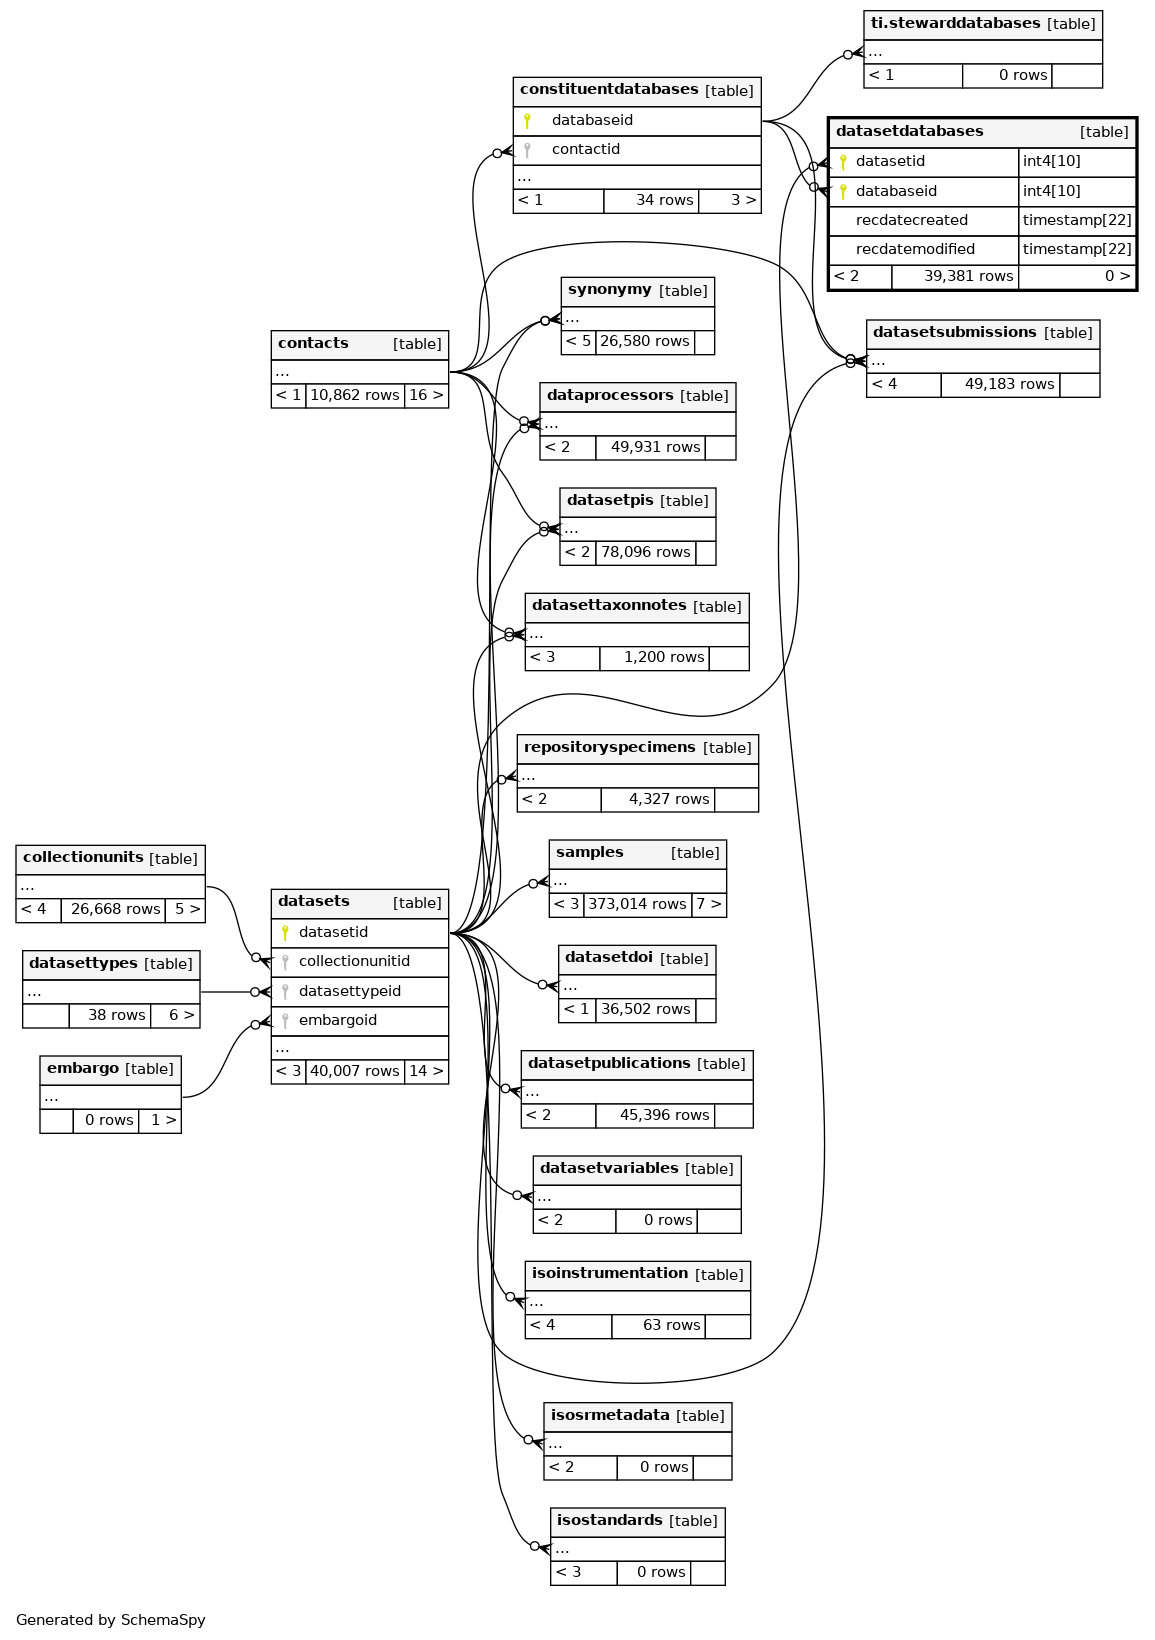 ti.stewarddatabases [table]
...
< 1 0 rows
constituentdatabases [table]
databaseid
contactid
...
< 1 34 rows 3 >
datasetdatabases [table]
datasetid int4[10]
databaseid int4[10]
recdatecreated timestamp[22]
recdatemodified timestamp[22]
< 2 39,381 rows 0 >
synonymy [table]
...
< 5 26,580 rows
datasetsubmissions [table]
...
< 4 49,183 rows
contacts [table]
...
< 1 10,862 rows 16 >
dataprocessors [table]
...
< 2 49,931 rows
datasetpis [table]
...
< 2 78,096 rows
datasettaxonnotes [table]
...
< 3 1,200 rows
repositoryspecimens [table]
...
< 2 4,327 rows
samples [table]
...
< 3 373,014 rows 7 >
collectionunits [table]
...
< 4 26,668 rows 5 >
datasets [table]
datasetid
collectionunitid
datasettypeid
embargoid
...
< 3 40,007 rows 14 >
datasettypes [table]
...
38 rows 6 >
embargo [table]
...
0 rows 1 >
datasetdoi [table]
...
< 1 36,502 rows
datasetpublications [table]
...
< 2 45,396 rows
datasetvariables [table]
...
< 2 0 rows
isoinstrumentation [table]
...
< 4 63 rows
isosrmetadata [table]
...
< 2 0 rows
isostandards [table]
...
< 3 0 rows
Generated by SchemaSpy